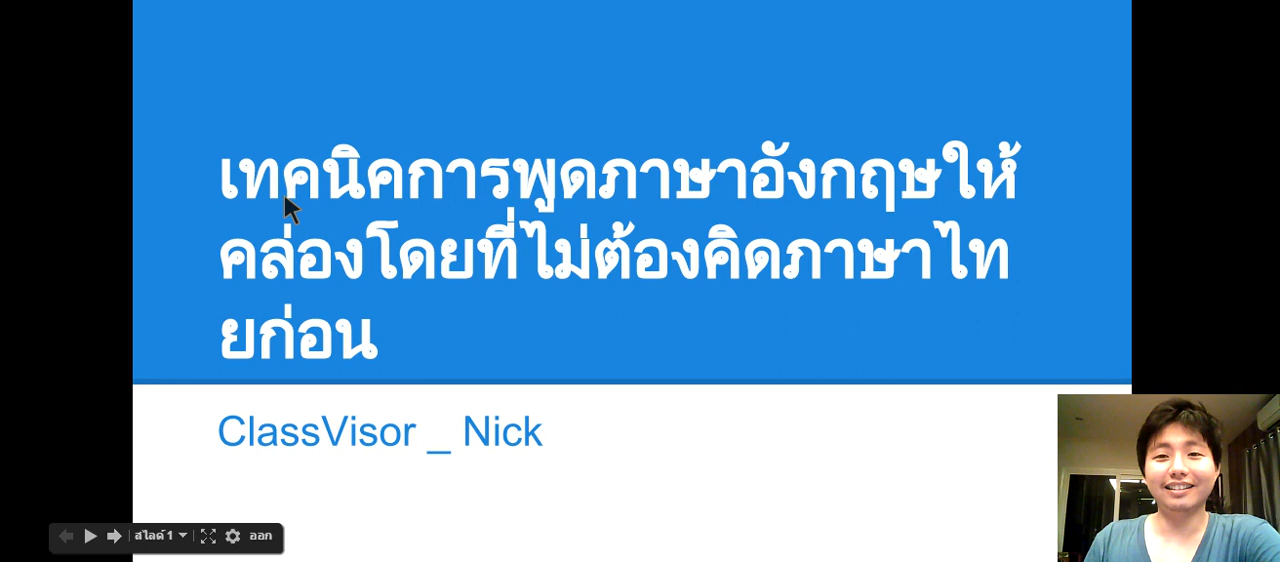 เทคนิคการพูดภาษาอังกฤษให้
คล่องโดยที่ไม่ต้องคิดภาษาไท
ยก่อน
ClassVisor _ Nick
สไลด์ 1
ออก